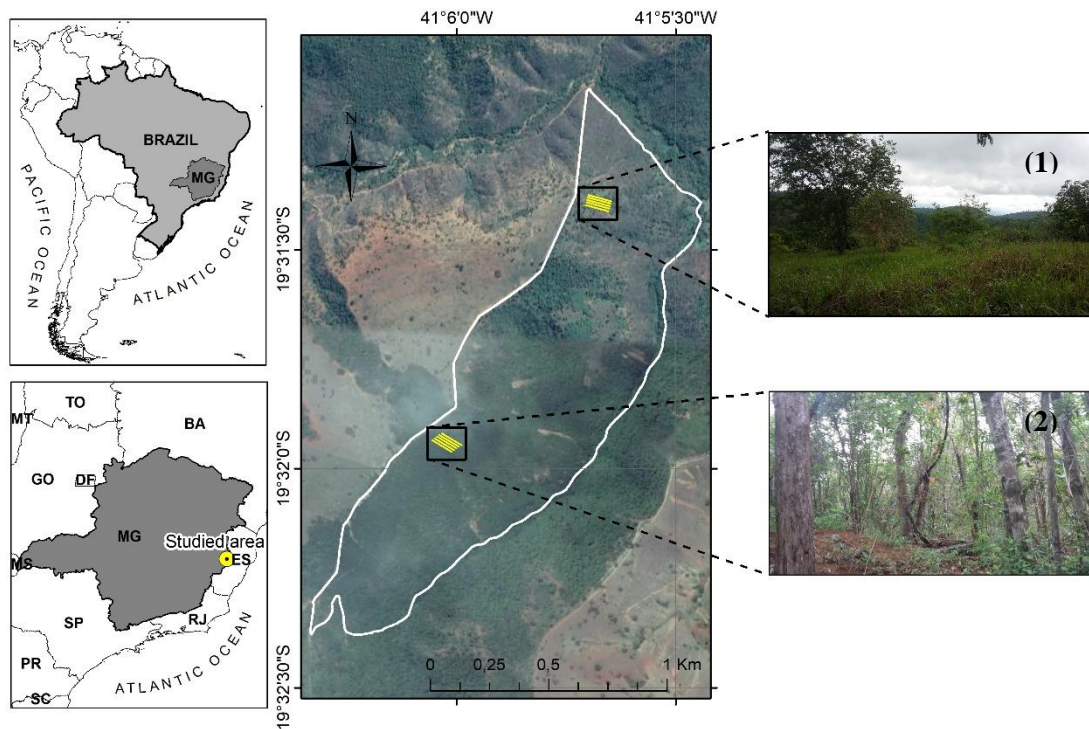 BRAZIL
MG
PACIFIC OCEAN
ATLANTIC OCEAN
TO
MT
BA
GO
DF
MG
Studied area
MS
ES
SP
RJ
PR
SC
ATLANTIC OCEAN
41°6'0"W
41°5'30"W
N
19°31'30"S
19°32'0"S
19°32'30"S
0
0,25
0,5
1 Km
(1)
(2)